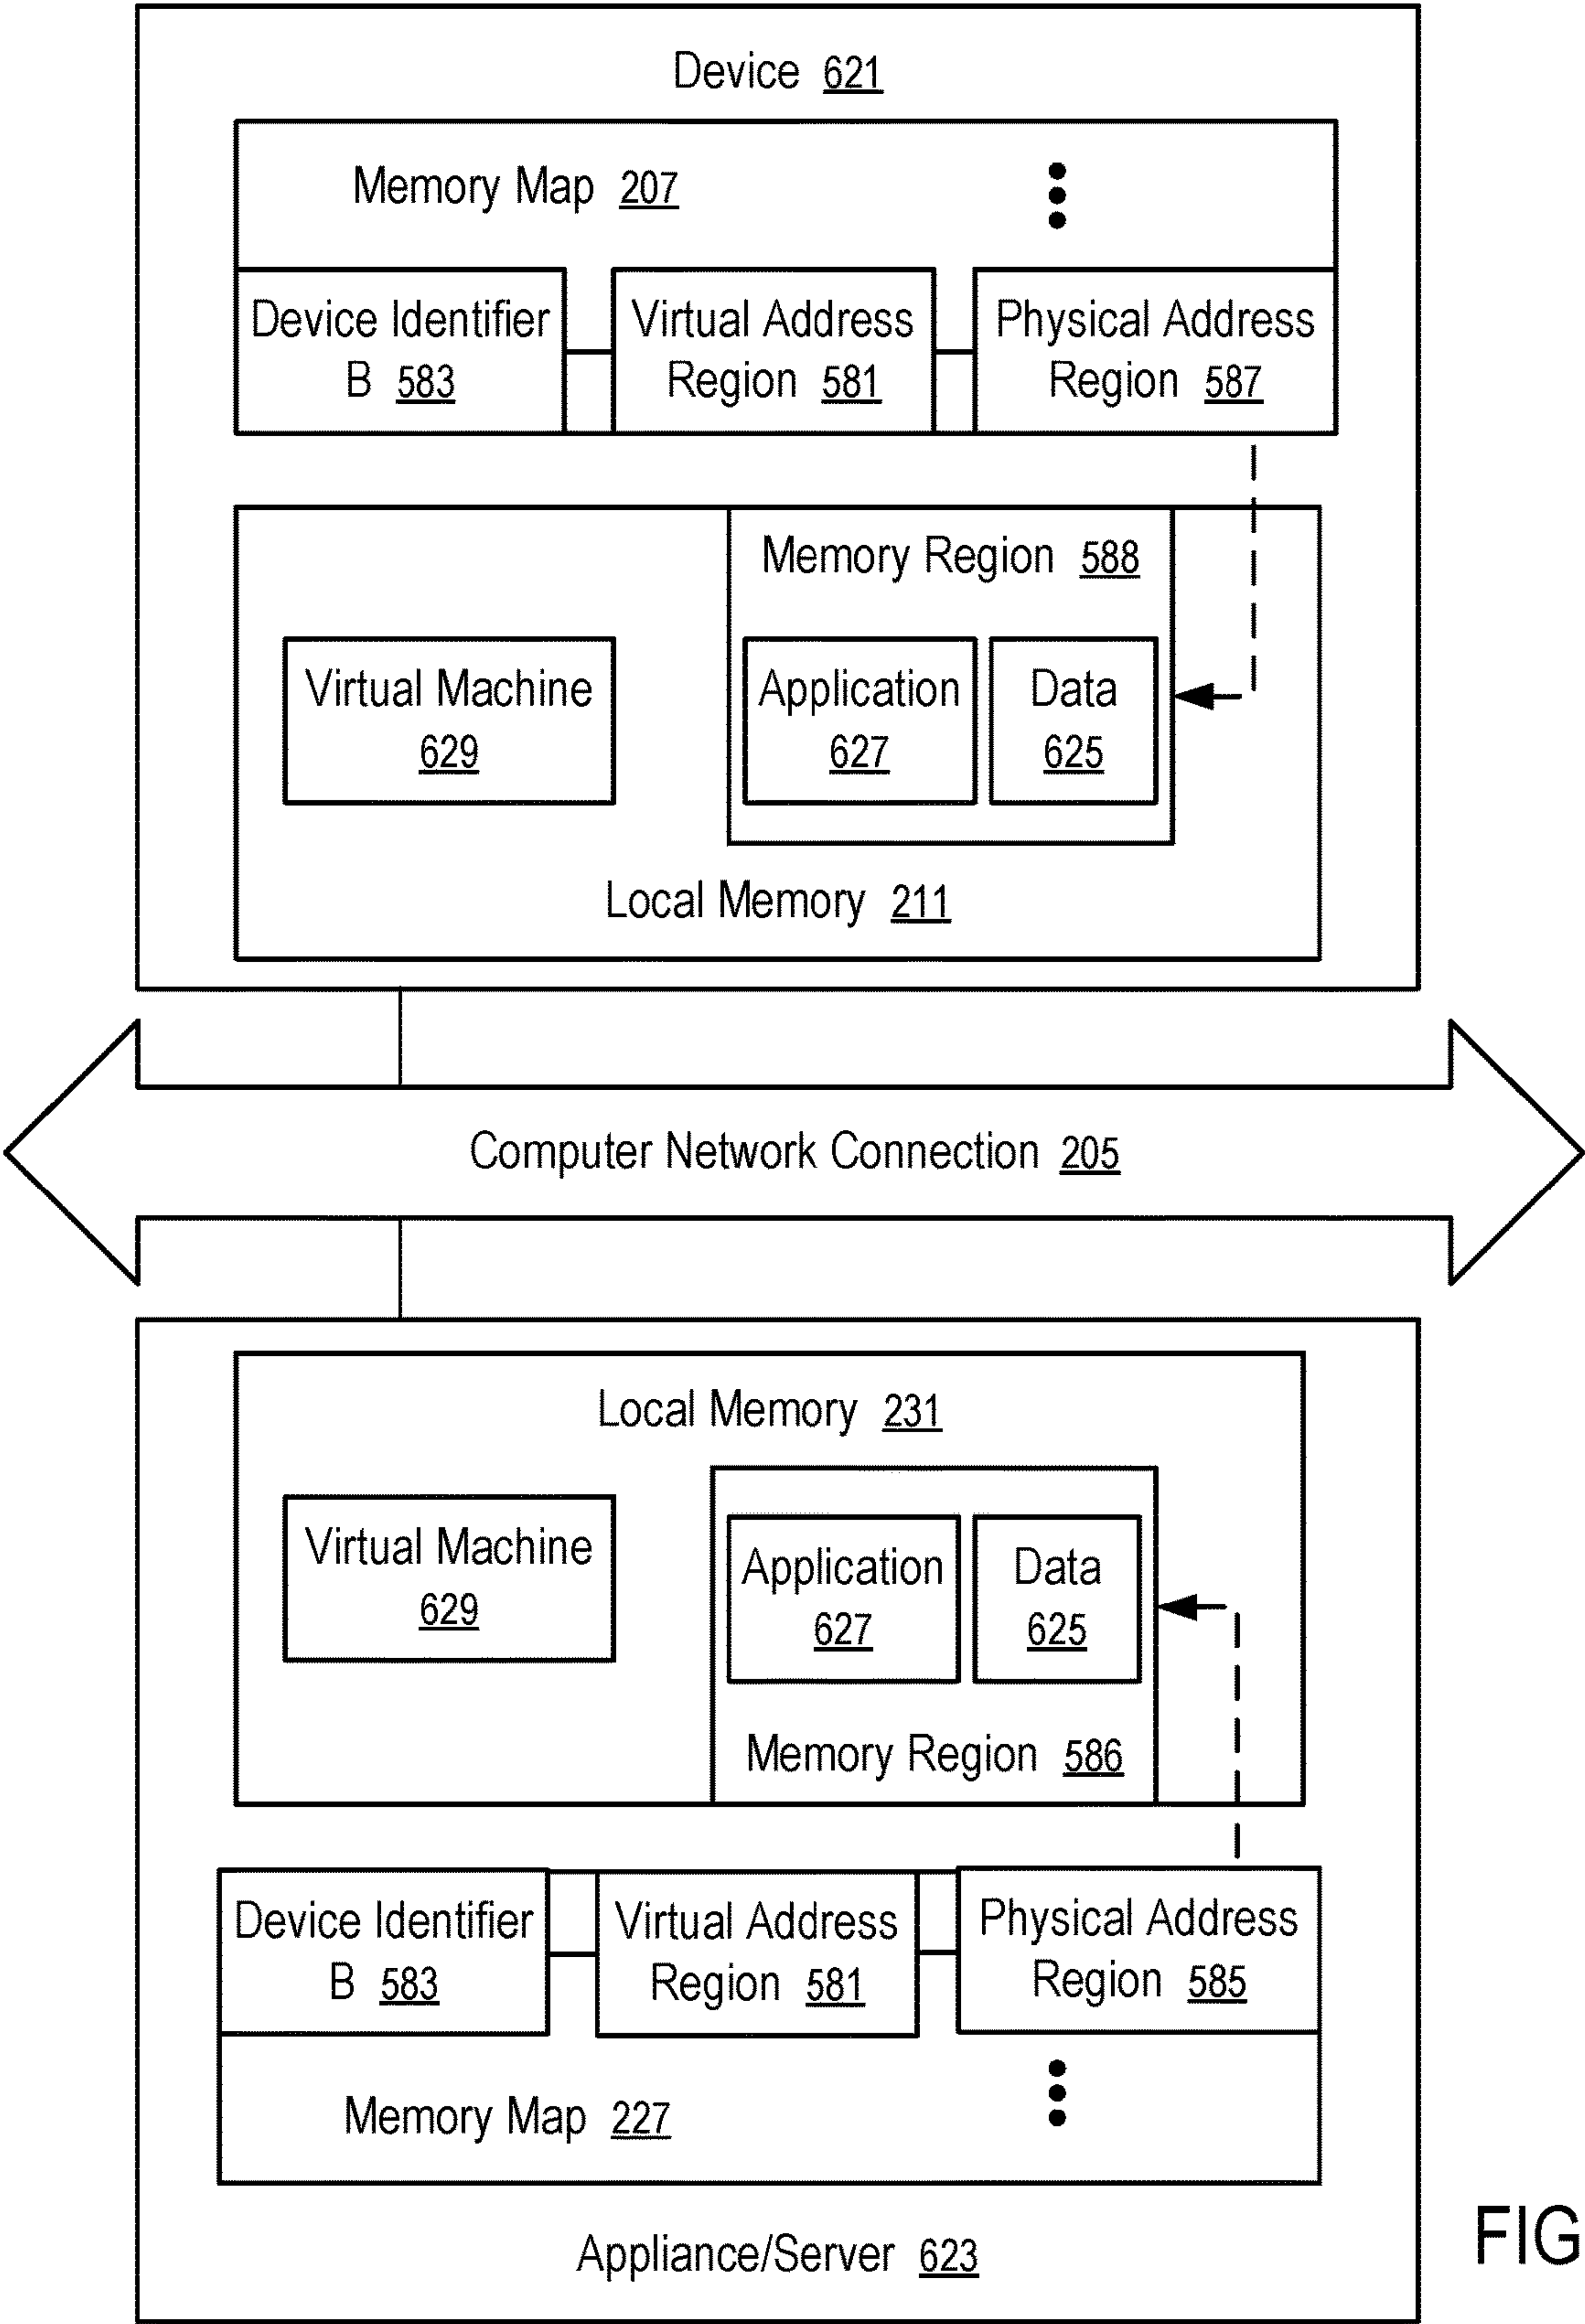 Device 621
Memory Map 207
Device Identifier
B 583
Virtual Address
Region 581
Physical Address
Region 587
Memory Region 588
Virtual Machine
629
Application
627
Data
625
Local Memory 211
Computer Network Connection 205
Local Memory 231
Virtual Machine
629
Application
627
Data
625
Memory Region 586
Device Identifier
B 583
Virtual Address
Region 581
Physical Address
Region 585
Memory Map 227
Appliance/Server 623
FIG